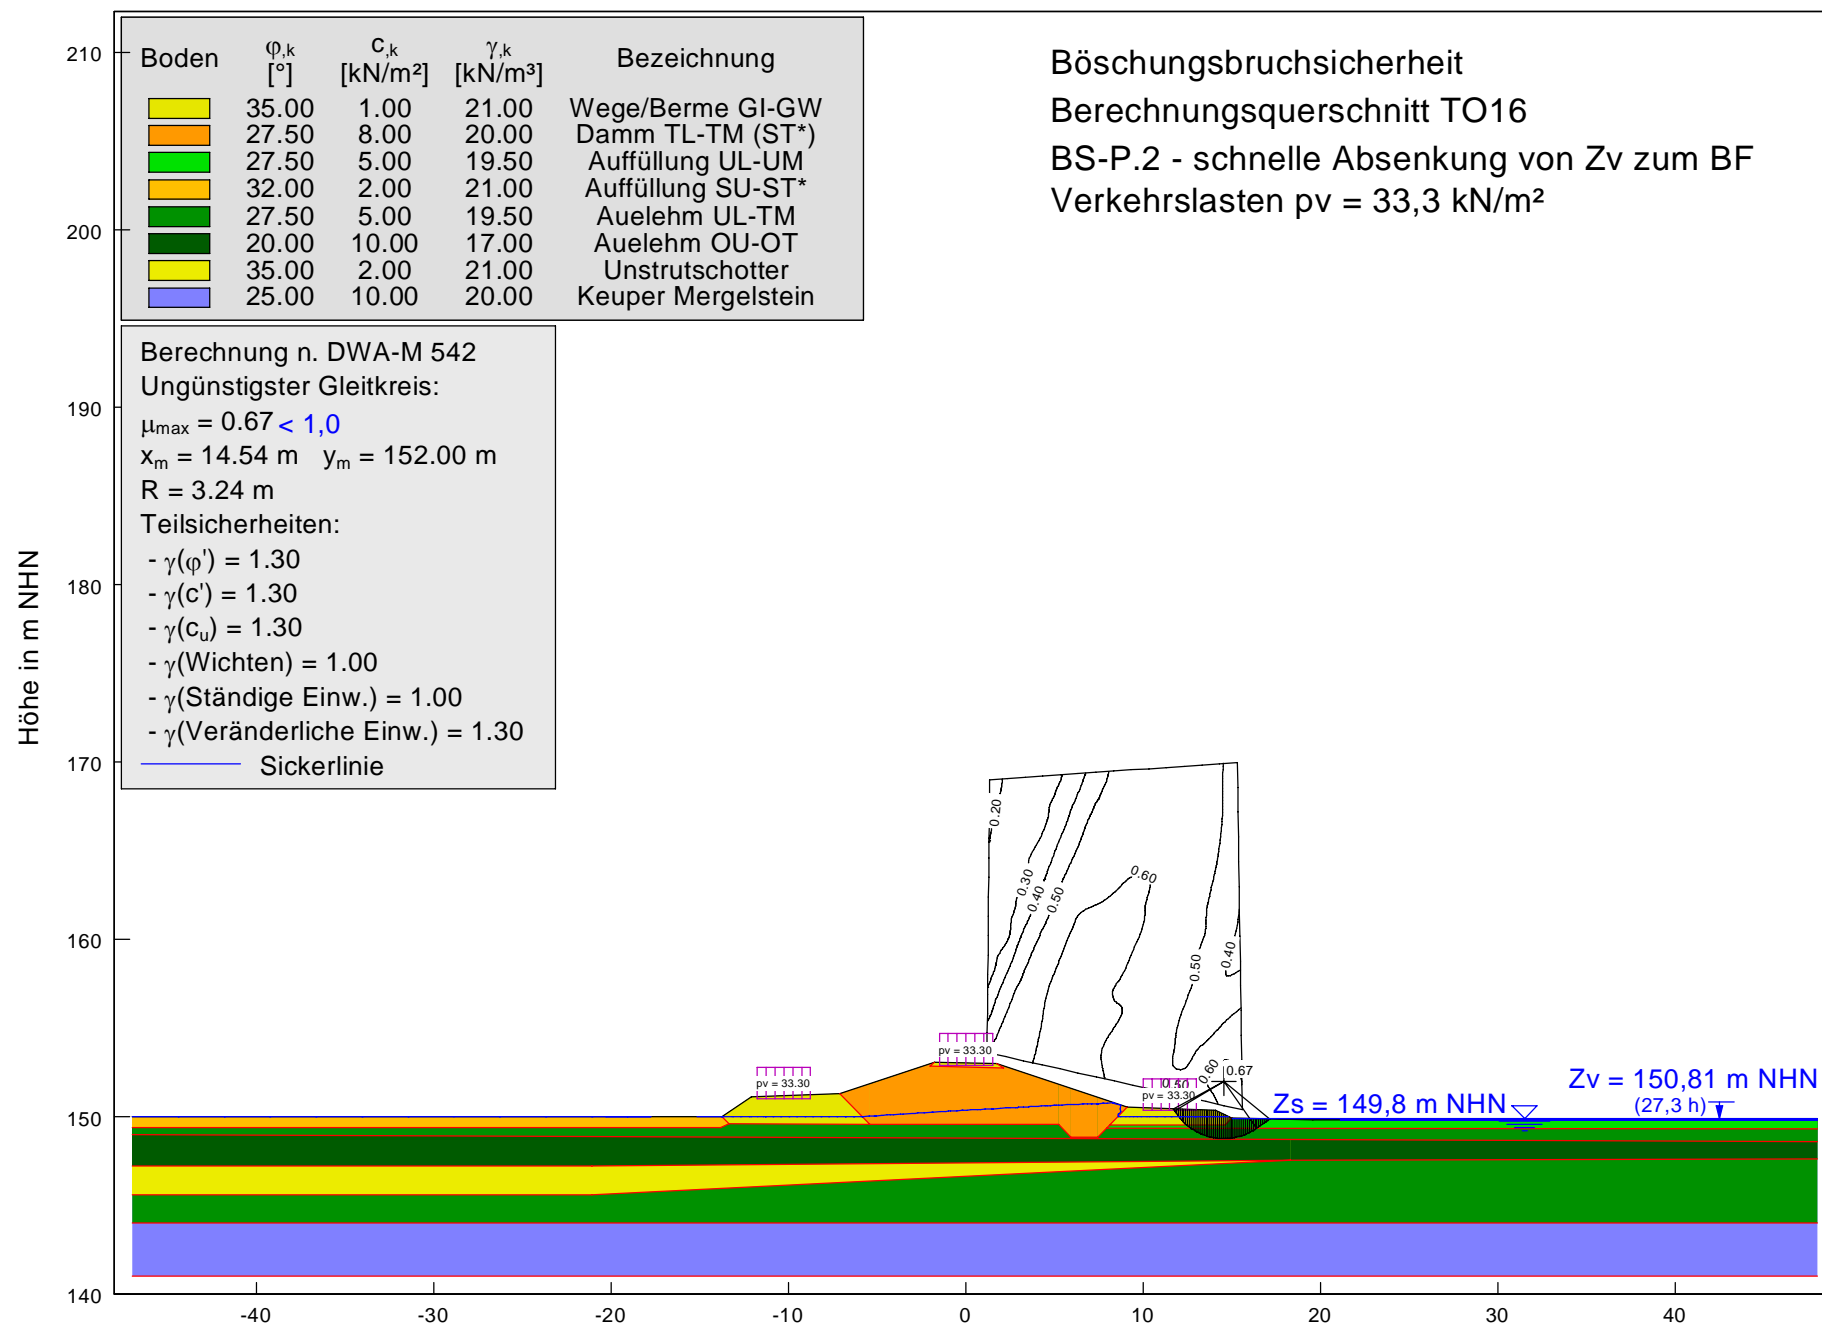 Böschungsbruchsicherheit
Berechnungsquerschnitt TO16
BS-P.2 - schnelle Absenkung von Zv zum BF
Verkehrslasten pv = 33,3 kN/m²
Boden φ,k [°] c,k [kN/m²] γ,k [kN/m³] Bezeichnung
35.00 1.00 21.00 Wege/Berme GI-GW
27.50 8.00 20.00 Damm TL-TM (ST*)
27.50 5.00 19.50 Auffüllung UL-UM
32.00 2.00 21.00 Auffüllung SU-ST*
27.50 5.00 19.50 Auelehm UL-TM
20.00 10.00 17.00 Auelehm OU-OT
35.00 2.00 21.00 Unstrutschotter
25.00 10.00 20.00 Keuper Mergelstein
Berechnung n. DWA-M 542
Ungünstigster Gleitkreis:
μmax = 0.67 < 1,0
xm = 14.54 m ym = 152.00 m
R = 3.24 m
Teilsicherheiten:
- γ(φ') = 1.30
- γ(c') = 1.30
- γ(cu) = 1.30
- γ(Wichten) = 1.00
- γ(Ständige Einw.) = 1.00
- γ(Veränderliche Einw.) = 1.30
Sickerlinie
Höhe in m NHN
210
200
190
180
170
160
150
140
0.20
0.30
0.40
0.50
0.60
0.50
0.40
0.60
0.50
0.67
pv = 33.30
pv = 33.30
pv = 33.30
Zv = 150,81 m NHN
(27,3 h)
Zs = 149,8 m NHN
-40 -30 -20 -10 0 10 20 30 40